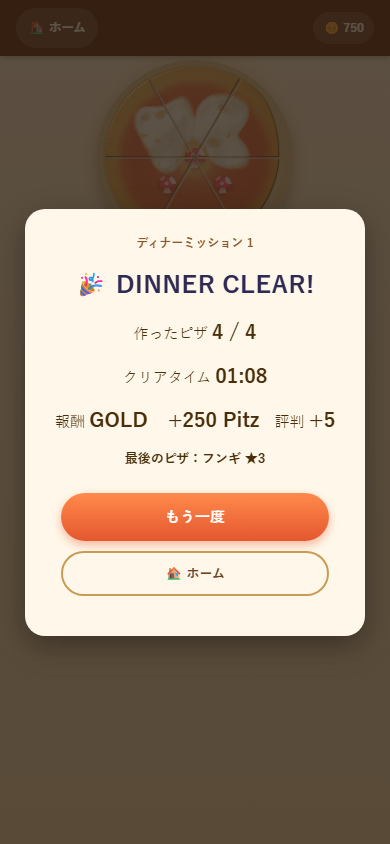 🏠 ホーム
750
ディナーミッション 1
🎉 DINNER CLEAR!
作ったピザ 4 / 4
クリアタイム 01:08
報酬 GOLD +250 Pitz 評判 +5
最後のピザ：フンギ ★3
もう一度
🏠 ホーム